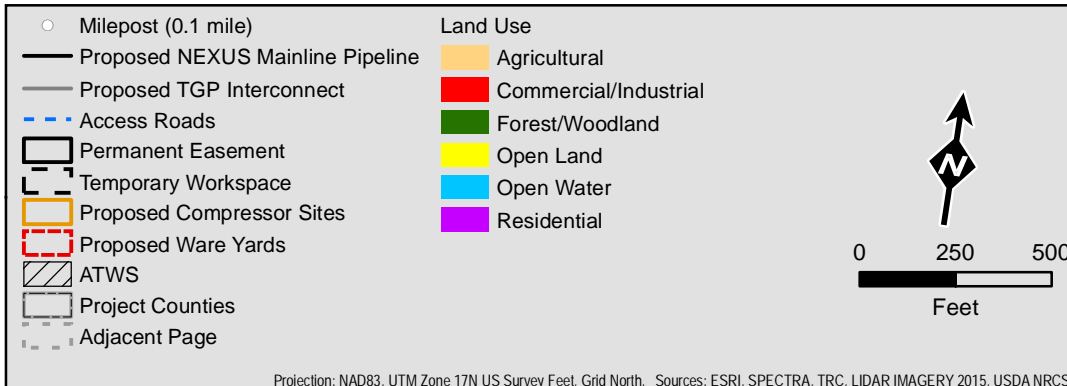 Milepost (0.1 mile)
Proposed NEXUS Mainline Pipeline
Proposed TGP Interconnect
Access Roads
Permanent Easement
Temporary Workspace
Proposed Compressor Sites
Proposed Ware Yards
ATWS
Project Counties
Adjacent Page
Land Use
Agricultural
Commercial/Industrial
Forest/Woodland
Open Land
Open Water
Residential
N
0 250 500
Feet
Projection: NAD83, UTM Zone 17N US Survey Feet, Grid North, Sources: ESRI, SPECTRA, TRC, LIDAR IMAGERY 2015, USDA NRCS